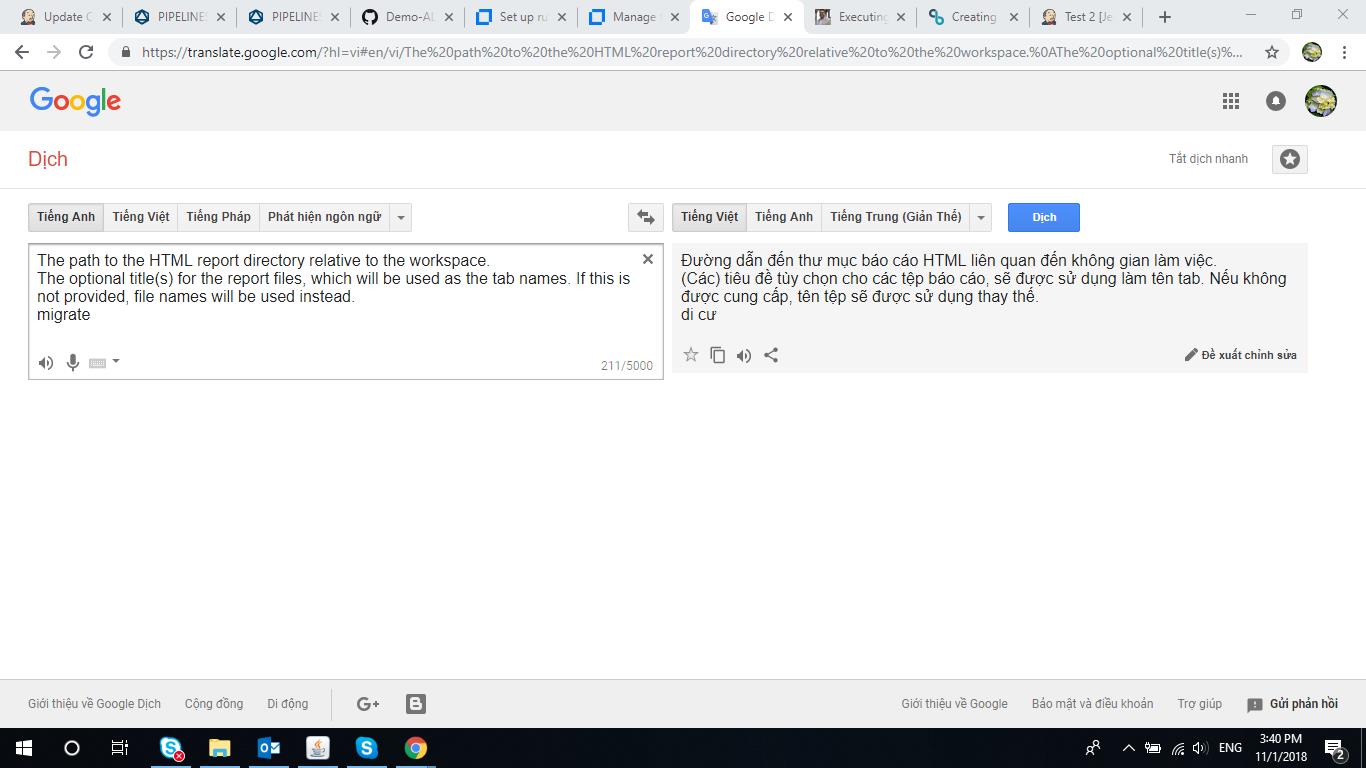 Update C
PIPELINE
PIPELINE
Demo-AL
Set up ru
Manage
Google D
Executing
Creating
Test 2 [Je
https://translate.google.com/?hl=vi#en/vi/The%20path%20to%20the%20HTML%20report%20directory%20relative%20to%20the%20workspace.%0AThe%20optional%20title(s)%...
Google
Dịch
Tắt dịch nhanh
Tiếng Anh Tiếng Việt Tiếng Pháp Phát hiện ngôn ngữ
Tiếng Việt Tiếng Anh Tiếng Trung (Giản Thể) Dịch
The path to the HTML report directory relative to the workspace.
The optional title(s) for the report files, which will be used as the tab names. If this is
not provided, file names will be used instead.
migrate
211/5000
Đường dẫn đến thư mục báo cáo HTML liên quan đến không gian làm việc.
(Các) tiêu đề tùy chọn cho các tệp báo cáo, sẽ được sử dụng làm tên tab. Nếu không
được cung cấp, tên tệp sẽ được sử dụng thay thế.
di cư
Đề xuất chỉnh sửa
Giới thiệu về Google Dịch Cộng đồng Di động G+
Giới thiệu về Google Bảo mật và điều khoản Trợ giúp Gửi phản hồi
ENG
3:40 PM
11/1/2018
2